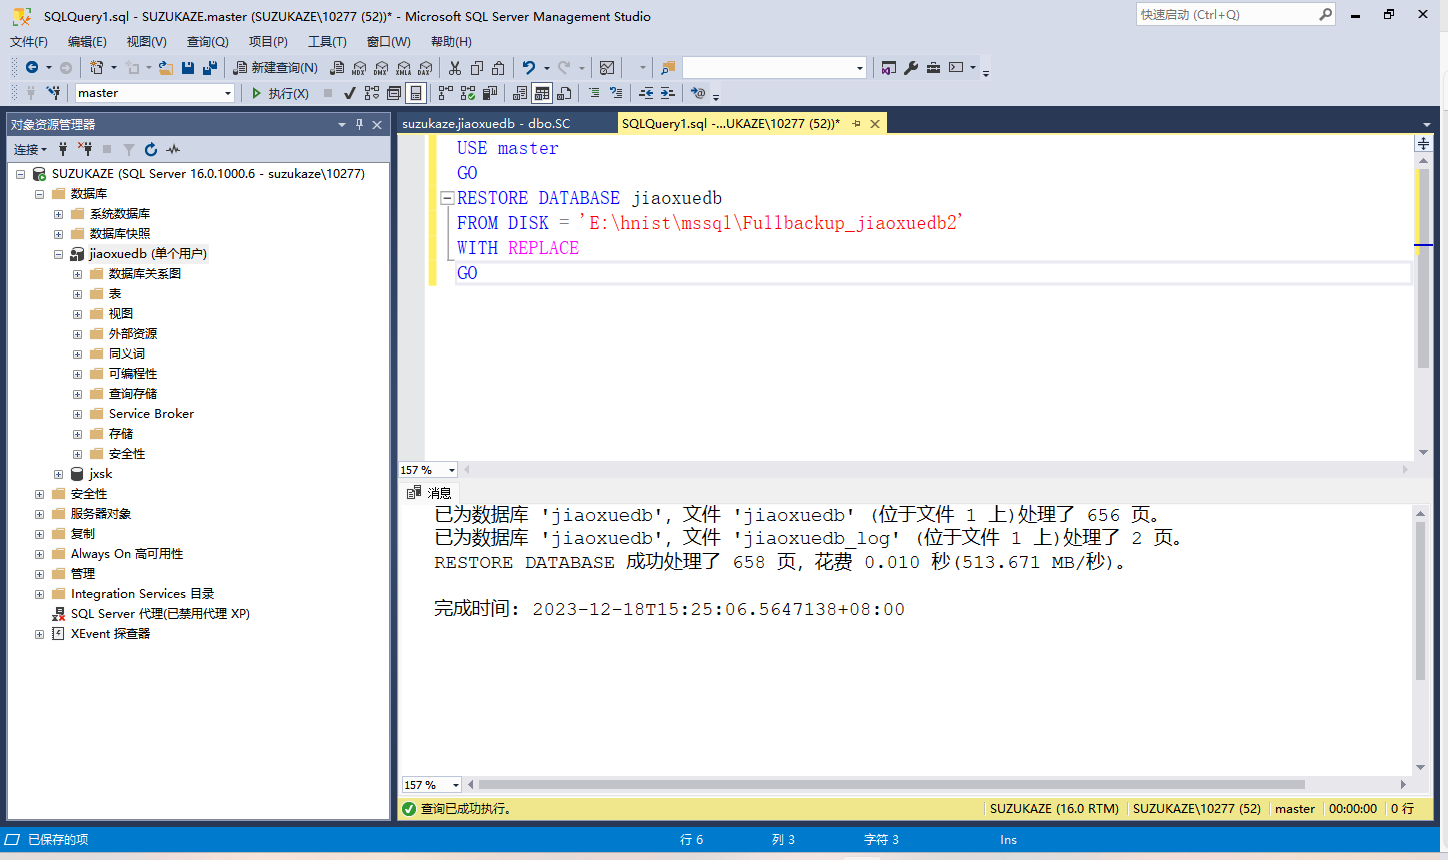 SQLQuery1.sql - SUZUKAZE.master (SUZUKAZE\10277 (52))* - Microsoft SQL Server Management Studio
快速启动 (Ctrl+Q)
文件(F) 编辑(E) 视图(V) 查询(Q) 项目(P) 工具(T) 窗口(W) 帮助(H)
新建查询(N) MDX DMX XMLA DAX
master 执行(X)
对象资源管理器
连接
SUZUKAZE (SQL Server 16.0.1000.6 - suzukaze\10277)
数据库
系统数据库
数据库快照
jiaoxuedb (单个用户)
数据库关系图
表
视图
外部资源
同义词
可编程性
查询存储
Service Broker
存储
安全性
jxsk
安全性
服务器对象
复制
Always On 高可用性
管理
Integration Services 目录
SQL Server 代理(已禁用代理 XP)
XEvent 探查器
suzukaze.jiaoxuedb - dbo.SC
SQLQuery1.sql -...UKAZE\10277 (52))*
USE master
GO
RESTORE DATABASE jiaoxuedb
FROM DISK = 'E:\hnist\mssql\Fullbackup_jiaoxuedb2'
WITH REPLACE
GO
157 %
消息
已为数据库 'jiaoxuedb'，文件 'jiaoxuedb' (位于文件 1 上)处理了 656 页。
已为数据库 'jiaoxuedb'，文件 'jiaoxuedb_log' (位于文件 1 上)处理了 2 页。
RESTORE DATABASE 成功处理了 658 页，花费 0.010 秒(513.671 MB/秒)。
完成时间: 2023-12-18T15:25:06.5647138+08:00
157 %
查询已成功执行。
SUZUKAZE (16.0 RTM) SUZUKAZE\10277 (52) master 00:00:00 0 行
已保存的项 行 6 列 3 字符 3 Ins